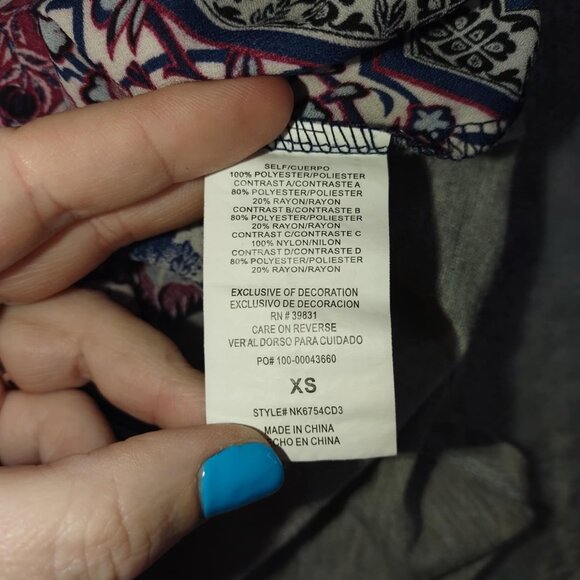 SELF/CUERPO
100% POLYESTER/POLIESTER
CONTRAST A/CONTRASTE A
80% POLYESTER/POLIESTER
20% RAYON/RAYON
CONTRAST B/CONTRASTE B
80% POLYESTER/POLIESTER
20% RAYON/RAYON
CONTRAST C/CONTRASTE C
100% NYLON/NILON
CONTRAST D/CONTRASTE D
80% POLYESTER/POLIESTER
20% RAYON/RAYON
EXCLUSIVE OF DECORATION
EXCLUSIVO DE DECORACION
RN # 39831
CARE ON REVERSE
VER AL DORSO PARA CUIDADO
PO# 100-00043660
XS
STYLE# NK6754CD3
MADE IN CHINA
CHO EN CHINA